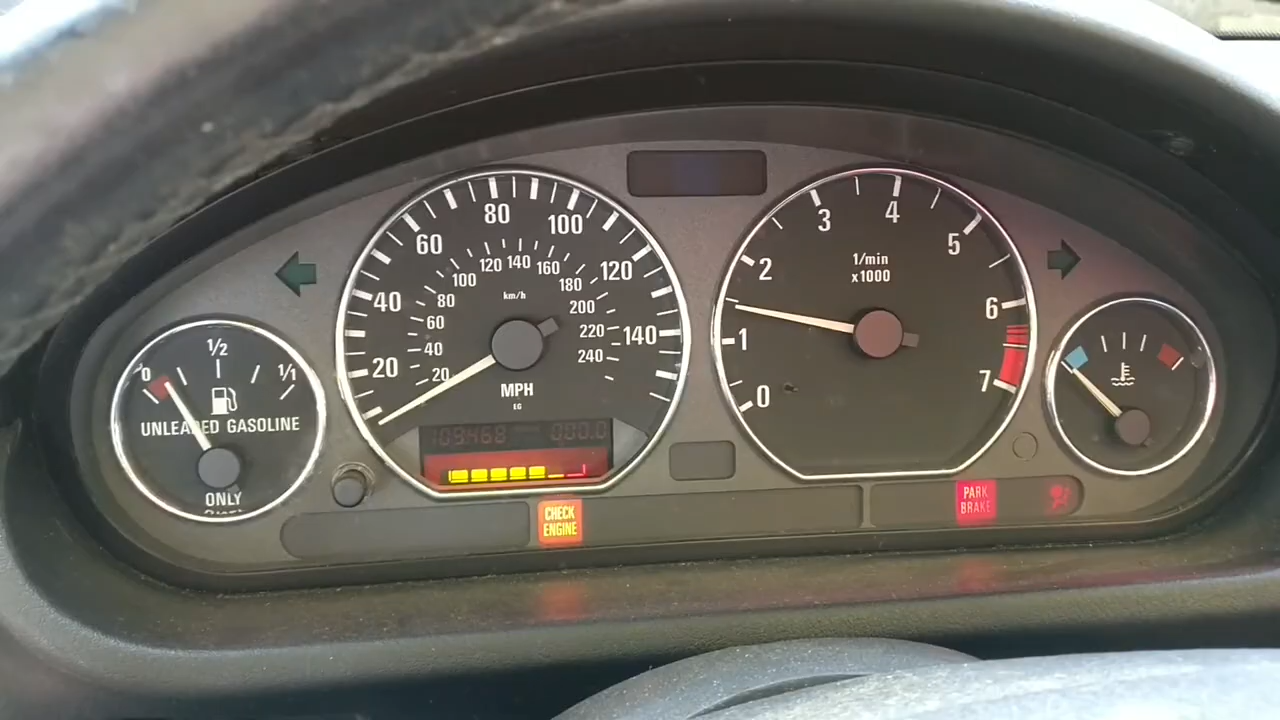 0
1/2
1/1
UNLEADED GASOLINE
ONLY
20
40
60
80
100
120
140
20
40
60
80
100
120
140
160
180
200
220
240
km/h
MPH
EG
109468
000.0
0
1
2
3
4
5
6
7
1/min
x1000
CHECK
ENGINE
PARK
BRAKE